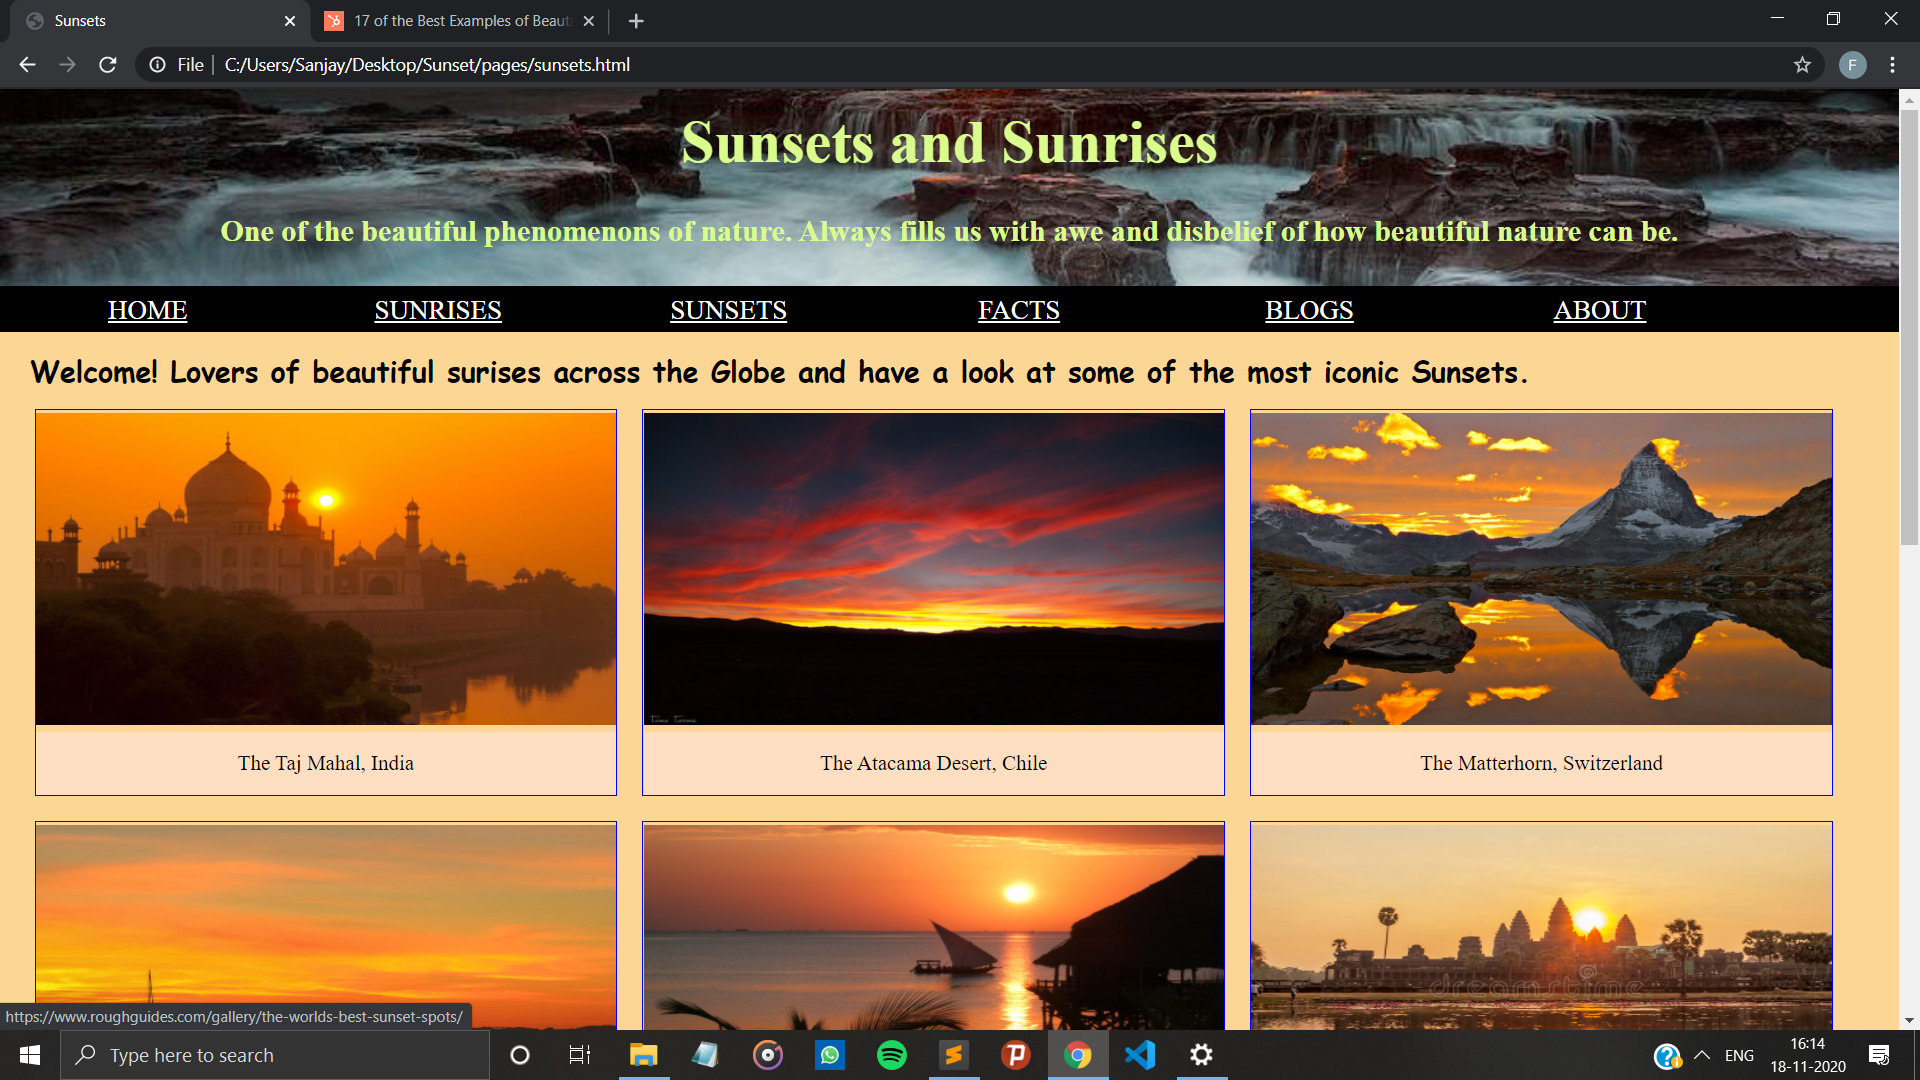 Sunsets
17 of the Best Examples of Beaut
File
C:/Users/Sanjay/Desktop/Sunset/pages/sunsets.html
F
Sunsets and Sunrises
One of the beautiful phenomenons of nature. Always fills us with awe and disbelief of how beautiful nature can be.
HOME SUNRISES SUNSETS FACTS BLOGS ABOUT
Welcome! Lovers of beautiful surises across the Globe and have a look at some of the most iconic Sunsets.
The Taj Mahal, India
The Atacama Desert, Chile
The Matterhorn, Switzerland
dreamstime
https://www.roughguides.com/gallery/the-worlds-best-sunset-spots/
Type here to search
ENG
16:14
18-11-2020